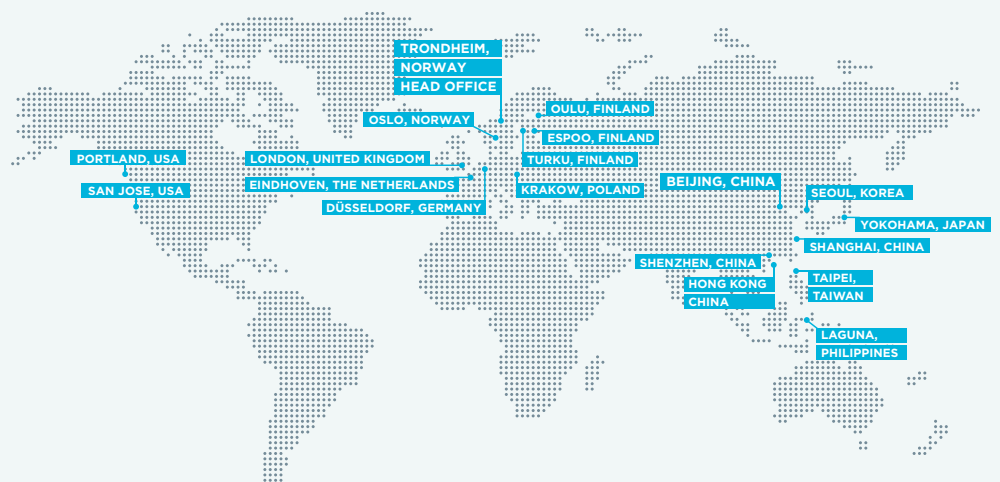 TRONDHEIM,
NORWAY
HEAD OFFICE
OULU, FINLAND
OSLO, NORWAY
ESPOO, FINLAND
PORTLAND, USA
LONDON, UNITED KINGDOM
TURKU, FINLAND
SAN JOSE, USA
EINDHOVEN, THE NETHERLANDS
KRAKOW, POLAND
BEIJING, CHINA
SEOUL, KOREA
DÜSSELDORF, GERMANY
YOKOHAMA, JAPAN
SHANGHAI, CHINA
SHENZHEN, CHINA
HONG KONG
CHINA
TAIPEI,
TAIWAN
LAGUNA,
PHILIPPINES